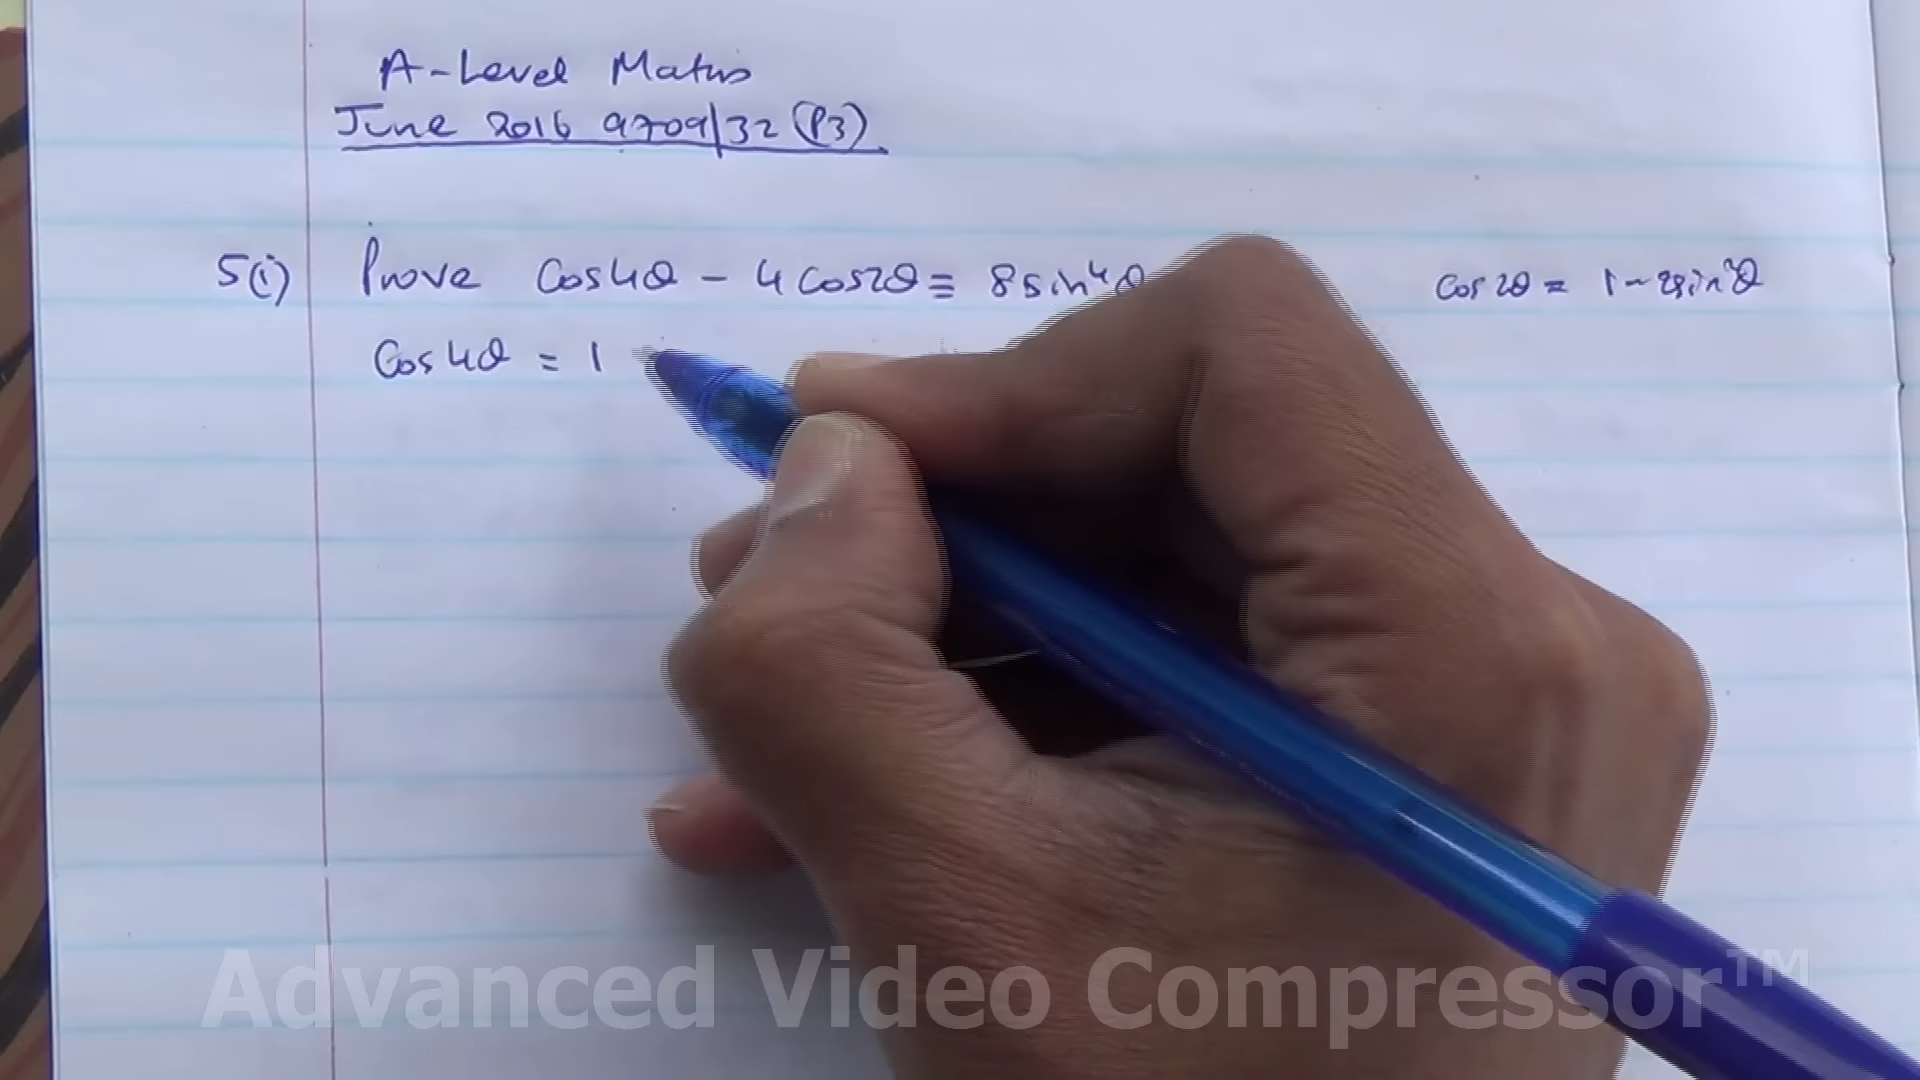 A-Level Maths
June 2016 9709/32 (P3)
5(i) Prove Cos4θ - 4cos2θ ≡ 8sin⁴θ
cos2θ = 1-2sin²θ
Cos4θ = 1
Advanced Video Compressor™